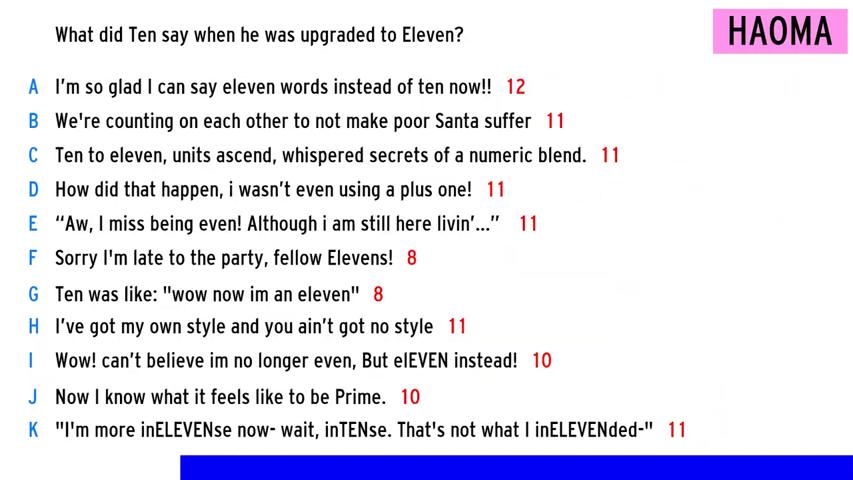 What did Ten say when he was upgraded to Eleven?
HAOMA
A I'm so glad I can say eleven words instead of ten now!! 12
B We're counting on each other to not make poor Santa suffer 11
C Ten to eleven, units ascend, whispered secrets of a numeric blend. 11
D How did that happen, i wasn't even using a plus one! 11
E “Aw, I miss being even! Although i am still here livin'...” 11
F Sorry I'm late to the party, fellow Elevens! 8
G Ten was like: "wow now im an eleven" 8
H I've got my own style and you ain't got no style 11
I Wow! can't believe im no longer even, But elEVEN instead! 10
J Now I know what it feels like to be Prime. 10
K "I'm more inELEVENse now- wait, inTENse. That's not what I inELEVENded-" 11